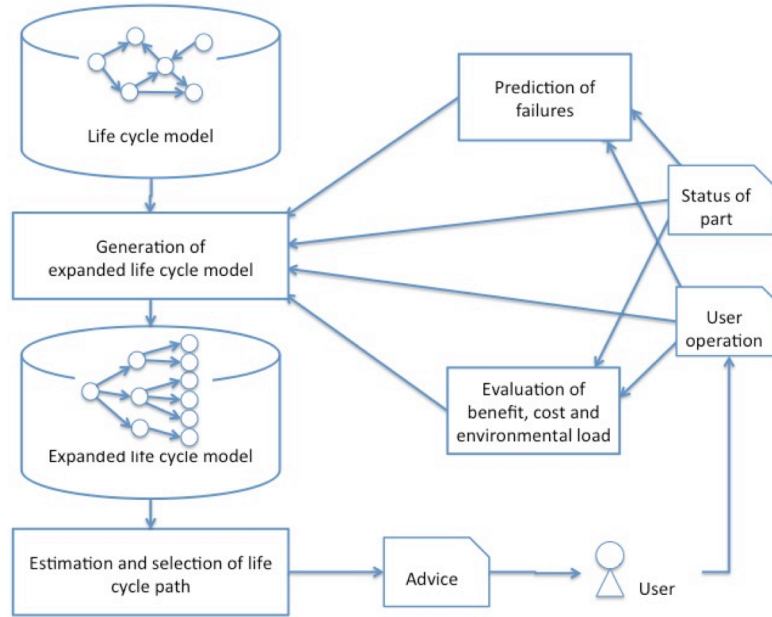 Life cycle model
Prediction of
failures
Status of
part
Generation of
expanded life cycle model
User
operation
Evaluation of
benefit, cost and
environmental load
Expanded life cycle model
Estimation and selection of life
cycle path
Advice
User